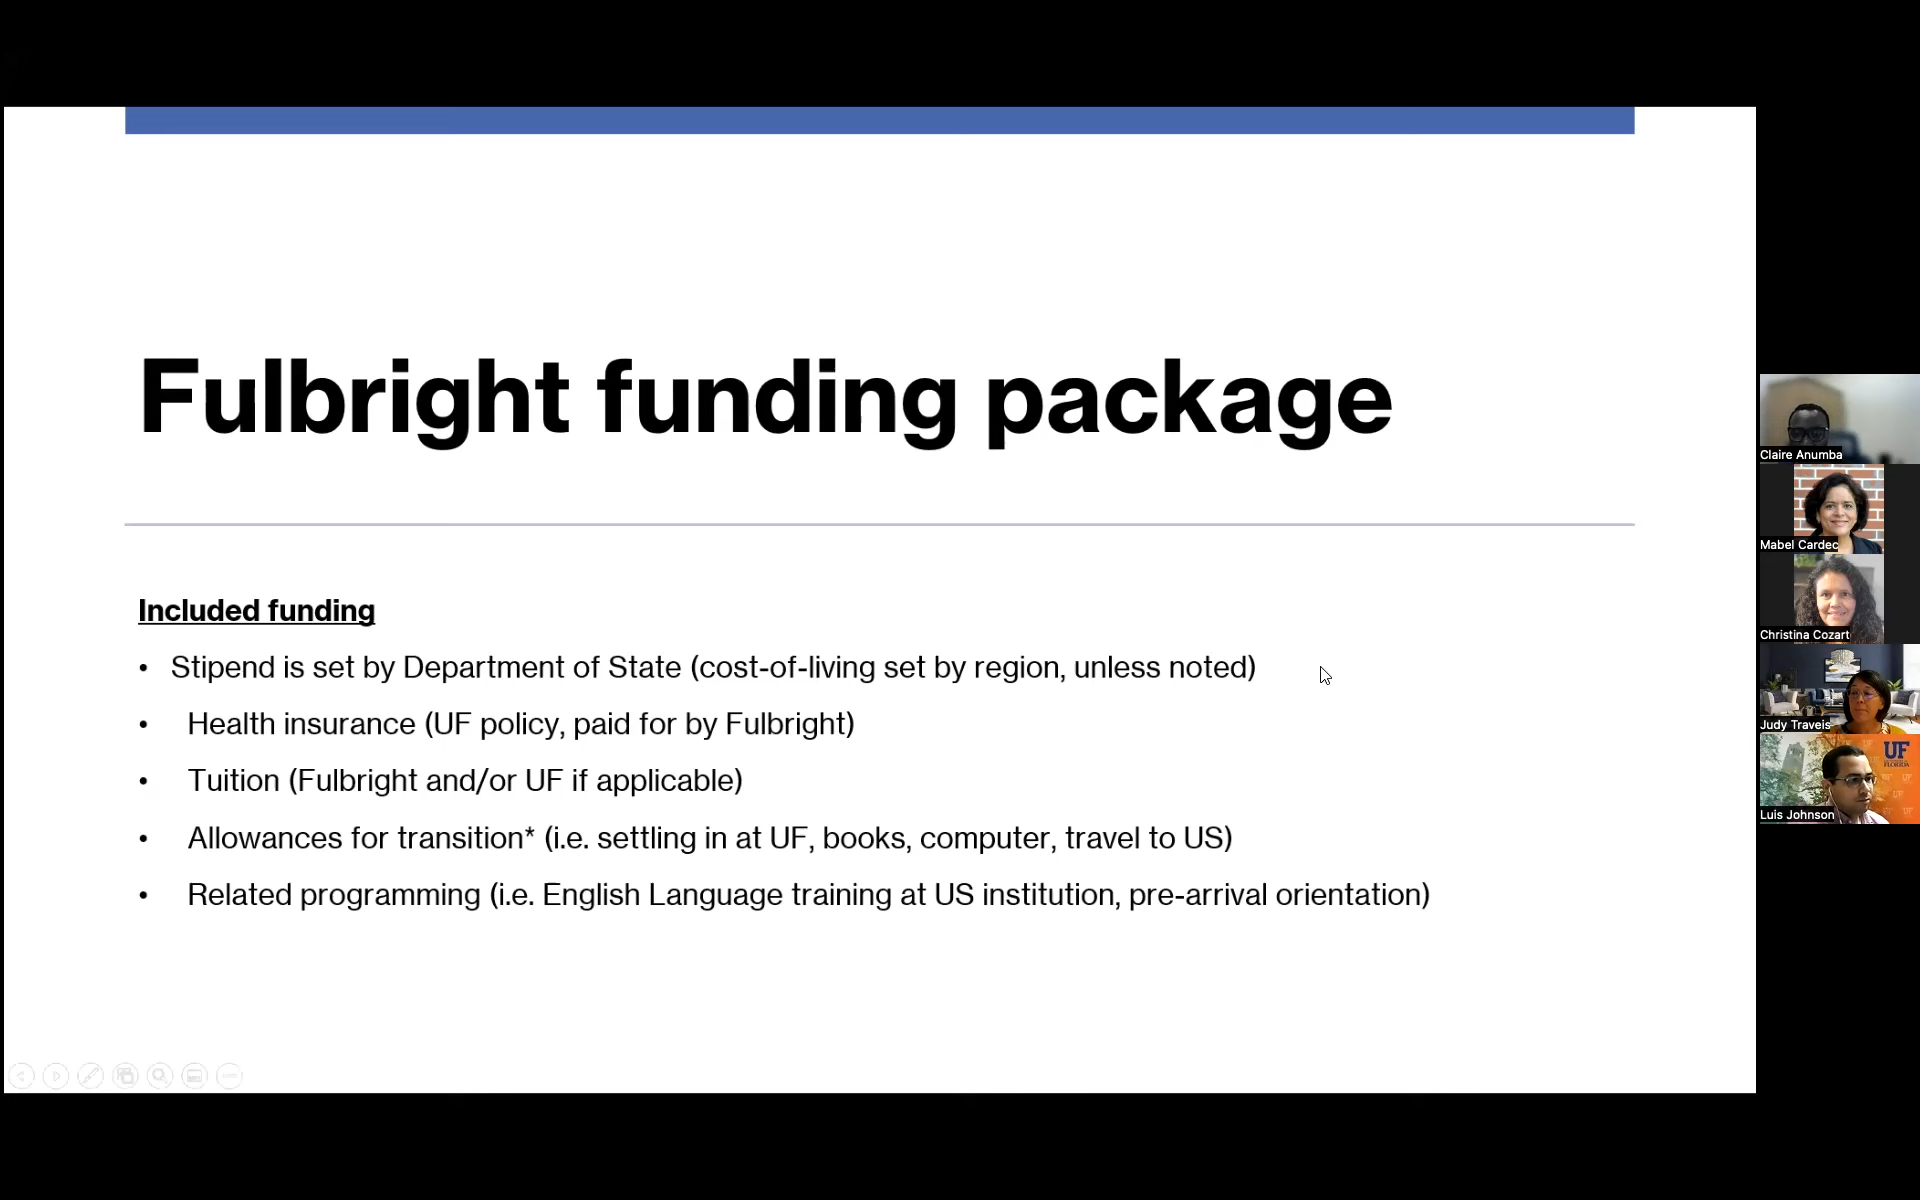 Fulbright funding package
Included funding
• Stipend is set by Department of State (cost-of-living set by region, unless noted)
• Health insurance (UF policy, paid for by Fulbright)
• Tuition (Fulbright and/or UF if applicable)
• Allowances for transition* (i.e. settling in at UF, books, computer, travel to US)
• Related programming (i.e. English Language training at US institution, pre-arrival orientation)
Claire Anumba
Mabel Cardec
Christina Cozart
Judy Traveis
UF
FLORIDA
Luis Johnson